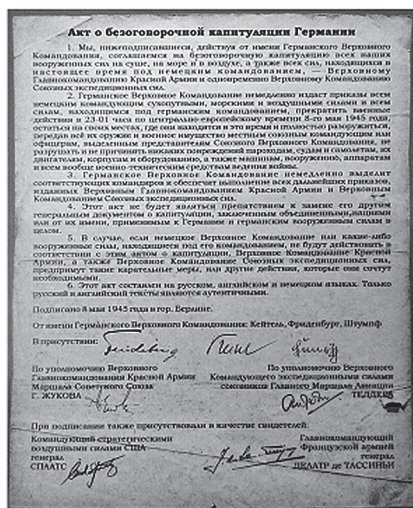 Акт о безоговорочной капитуляции Германии
1. Мы, нижеподписавшиеся, действуя от имени Германского Верховного
Командования, соглашаемся на безоговорочную капитуляцию всех наших
вооруженных сил на суше, на море и в воздухе, а также всех сил, находящихся в
настоящее время под немецким командованием, — Верховному
Главнокомандованию Красной Армии и одновременно Верховному Командованию
Союзных экспедиционных сил.
2. Германское Верховное Командование немедленно издаст приказы всем
немецким командующим сухопутными, морскими и воздушными силами и всем
силам, находящимся под германским командованием, прекратить военные
действия в 23-01 часа по центрально-европейскому времени 8-го мая 1945 года,
остаться на своих местах, где они находятся в это время и полностью разоружиться,
передав всё их оружие и военное имущество местным союзным командующим или
офицерам, выделенным представителям Союзного Верховного Командования, не
разрушать и не причинять никаких повреждений пароходам, судам и самолетам, их
двигателям, корпусам и оборудованию, а также машинам, вооружению, аппаратам
и всем вообще военно-техническим средствам ведения войны.
3. Германское Верховное Командование немедленно выделит
соответствующих командиров и обеспечит выполнение всех дальнейших приказов,
изданных Верховным Главнокомандованием Красной Армии и Верховным
Командованием Союзных экспедиционных сил.
4. Этот акт не будет являться препятствием к замене его другим
генеральным документом о капитуляции, заключенным объединенными нациями
или от их имени, применимым к Германии и германским вооруженным силам в
целом.
5. В случае, если немецкое Верховное Командование или какие-либо
вооруженные силы, находящиеся под его командованием, не будут действовать в
соответствии с этим актом о капитуляции, Верховное Командование Красной
Армии, а также Верховное Командование Союзных экспедиционных сил,
предпримут такие карательные меры, или другие действия, которые они сочтут
необходимыми.
6. Этот акт составлен на русском, английском и немецком языках. Только
русский и английский тексты являются аутентичными.
Подписано 8 мая 1945 года в гор. Берлине.
От имени Германского Верховного Командования: Кейтель, Фриденбург, Штумпф
В присутствии:
По уполномочию Верховного
Главнокомандования Красной Армии
Маршала Советского Союза
Г. ЖУКОВА
По уполномочию Верховного
Командующего экспедиционными силами
союзников Главного Маршала Авиации
ТЕДДЕРА
При подписании также присутствовали в качестве свидетелей:
Командующий стратегическими
воздушными силами США
генерал
СПААТС
Главнокомандующий
Французской армией
генерал
ДЕЛАТР де ТАССИНЬИ